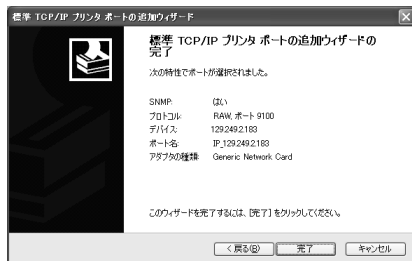 標準 TCP/IP プリンタ ポートの追加ウィザード
標準 TCP/IP プリンタ ポートの追加ウィザードの
完了
次の特性でポートが選択されました。
SNMP: はい
プロトコル: RAW, ポート 9100
デバイス: 129.249.2.183
ポート名: IP_129.249.2.183
アダプタの種類: Generic Network Card
このウィザードを完了するには、[完了] をクリックしてください。
< 戻る(B) 完了 キャンセル